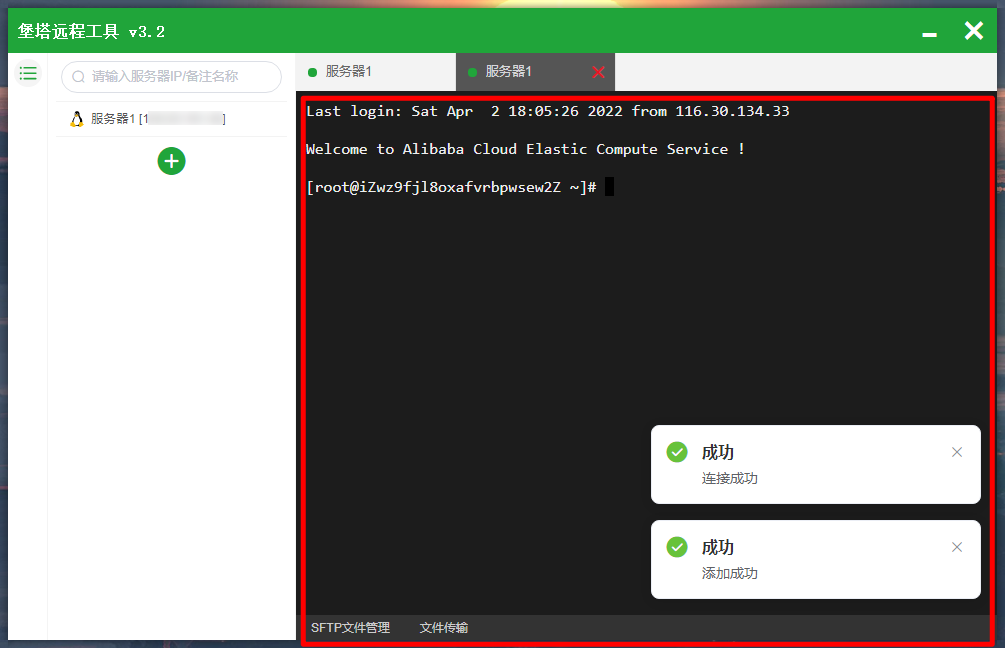 堡塔远程工具 v3.2
请输入服务器IP/备注名称
服务器1 [1 ]
服务器1
服务器1
Last login: Sat Apr  2 18:05:26 2022 from 116.30.134.33
Welcome to Alibaba Cloud Elastic Compute Service !
[root@iZwz9fjl8oxafvrbpwsew2Z ~]#
成功
连接成功
成功
添加成功
SFTP文件管理
文件传输